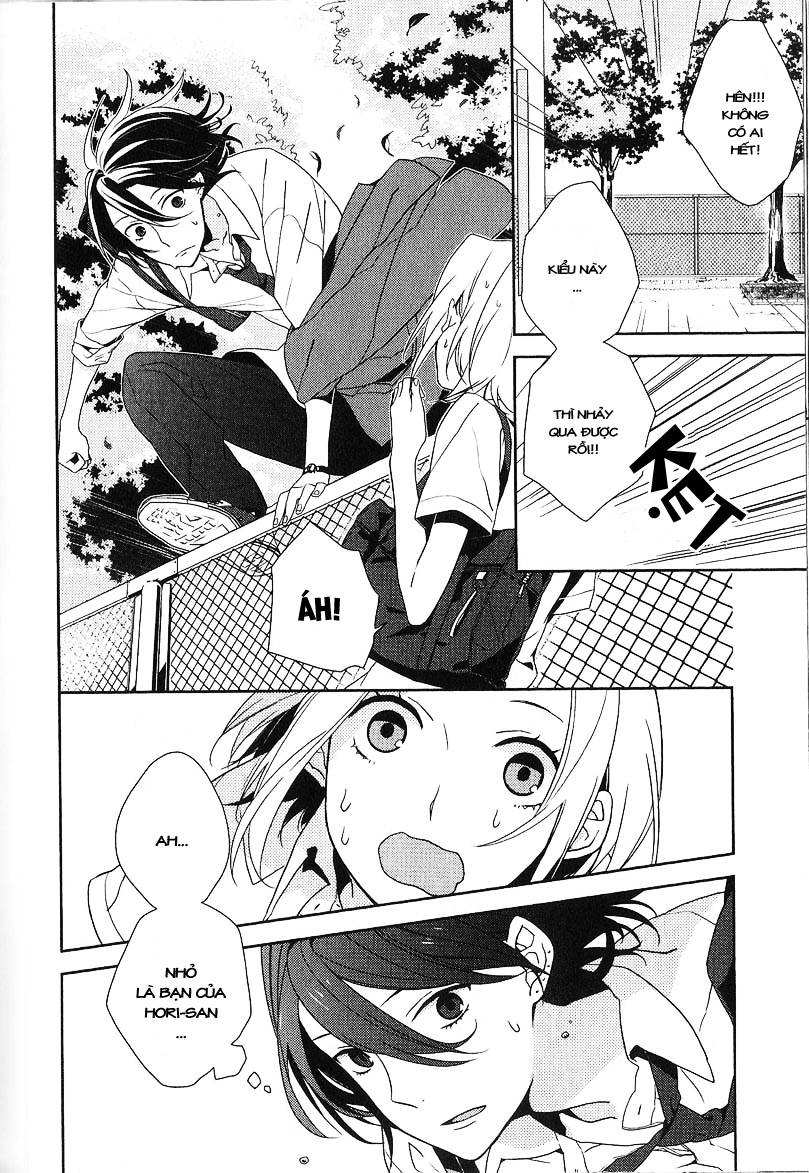 HÊN!!!
KHÔNG
CÓ AI
HẾT!
KIỂU NÀY
...
THÌ NHẢY
QUA ĐƯỢC
RỒI!!
KẸT
ÁH!
AH...
NHỎ
LÀ BẠN CỦA
HORI-SAN
...